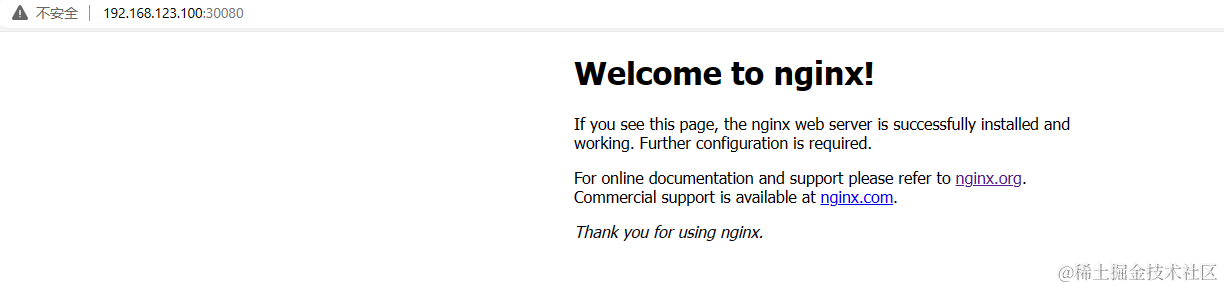 不安全 192.168.123.100:30080
Welcome to nginx!
If you see this page, the nginx web server is successfully installed and
working. Further configuration is required.
For online documentation and support please refer to nginx.org.
Commercial support is available at nginx.com.
Thank you for using nginx.
@稀土掘金技术社区